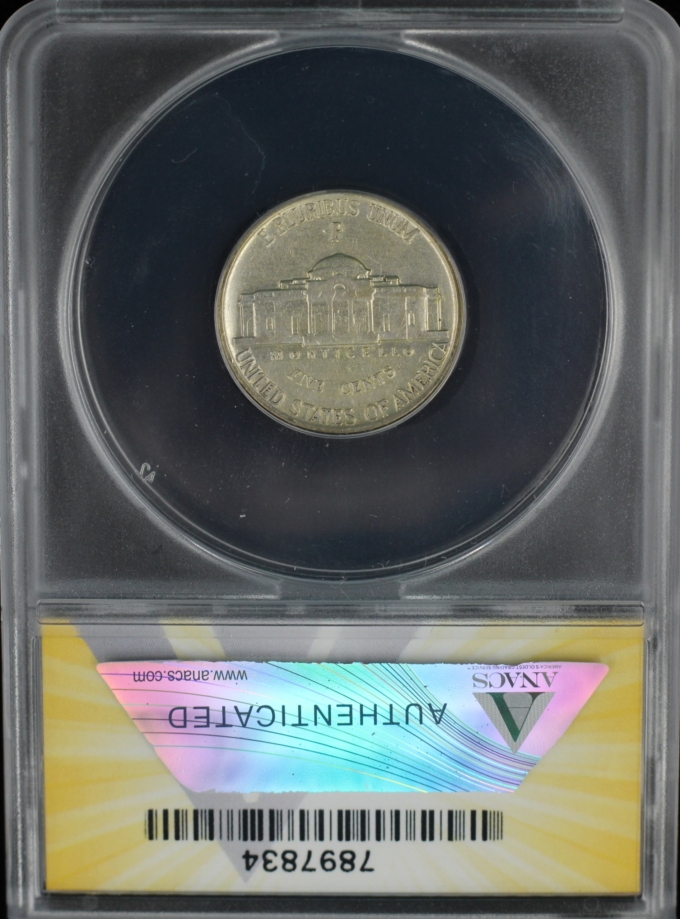 E PLURIBUS UNUM
P
MONTICELLO
FIVE CENTS
UNITED STATES OF AMERICA
ANACS
www.anacs.com
AUTHENTICATED
7897834